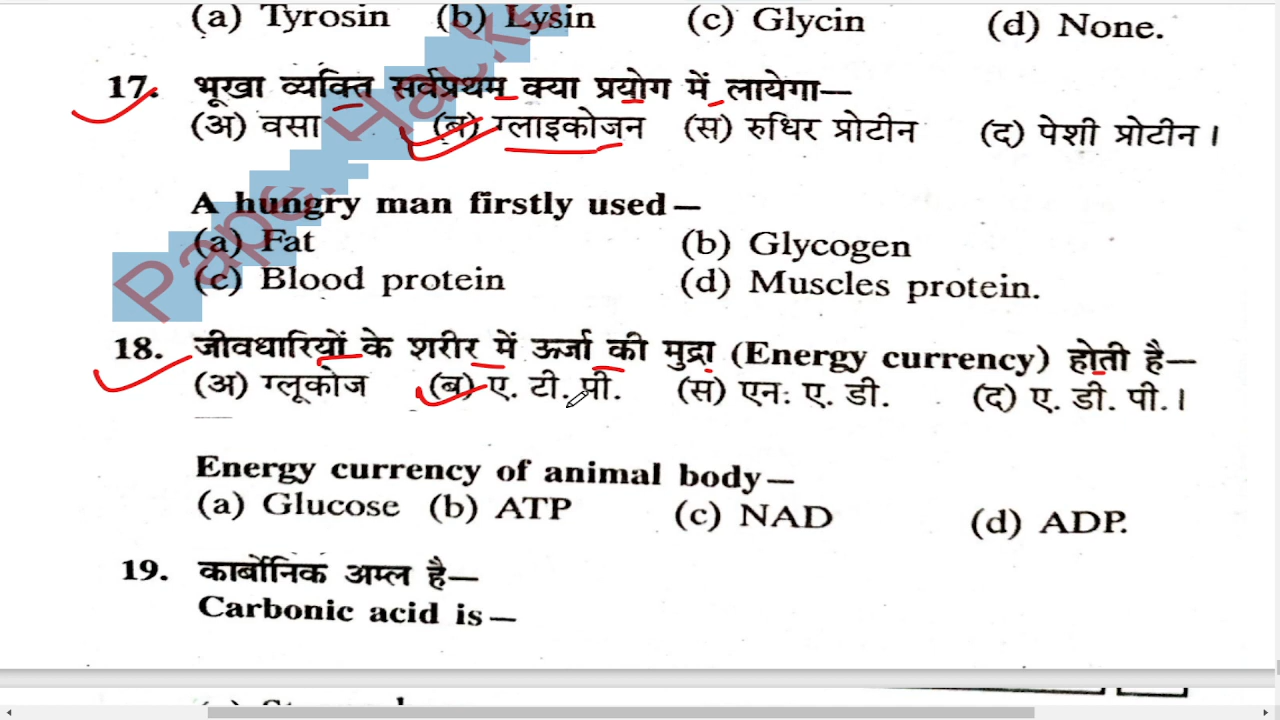 (a) Tyrosin (b) Lysin (c) Glycin (d) None.
17. भूखा व्यक्ति सर्वप्रथम क्या प्रयोग में लायेगा—
(अ) वसा (ब) ग्लाइकोजन (स) रुधिर प्रोटीन (द) पेशी प्रोटीन।
A hungry man firstly used—
(a) Fat (b) Glycogen
(c) Blood protein (d) Muscles protein.
18. जीवधारियों के शरीर में ऊर्जा की मुद्रा (Energy currency) होती है—
(अ) ग्लूकोज (ब) ए. टी. पी. (स) एन. ए. डी. (द) ए. डी. पी.।
Energy currency of animal body—
(a) Glucose (b) ATP (c) NAD (d) ADP.
19. कार्बोनिक अम्ल है—
Carbonic acid is—